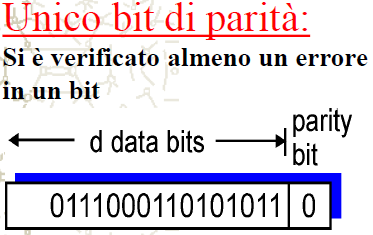 Unico bit di parità:
Si è verificato almeno un errore
in un bit
d data bits
parity
bit
0111000110101011 0